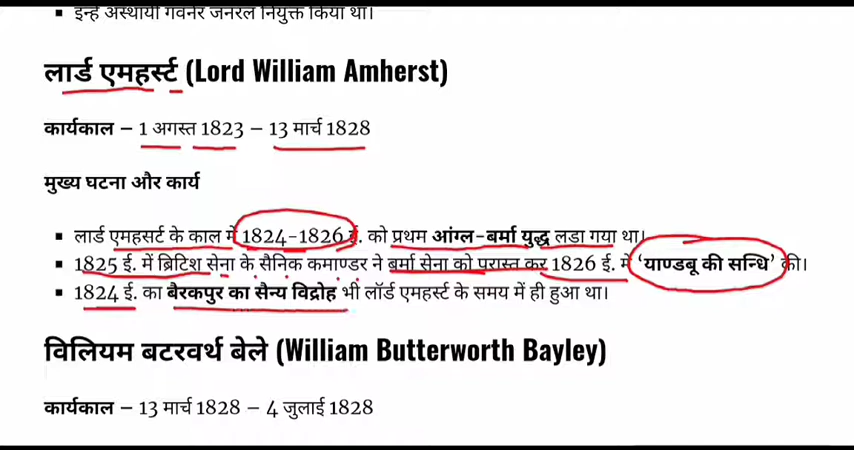 इन्हें अस्थायी गवर्नर जनरल नियुक्त किया था।
लार्ड एमहर्स्ट (Lord William Amherst)
कार्यकाल – 1 अगस्त 1823 – 13 मार्च 1828
मुख्य घटना और कार्य
लार्ड एमहसर्ट के काल में 1824-1826 ई. को प्रथम आंग्ल-बर्मा युद्ध लडा गया था।
1825 ई. में ब्रिटिश सेना के सैनिक कमाण्डर ने बर्मा सेना को परास्त कर 1826 ई. में ‘याण्डबू की सन्धि’ की।
1824 ई. का बैरकपुर का सैन्य विद्रोह भी लॉर्ड एमहर्स्ट के समय में ही हुआ था।
विलियम बटरवर्थ बेले (William Butterworth Bayley)
कार्यकाल – 13 मार्च 1828 – 4 जुलाई 1828